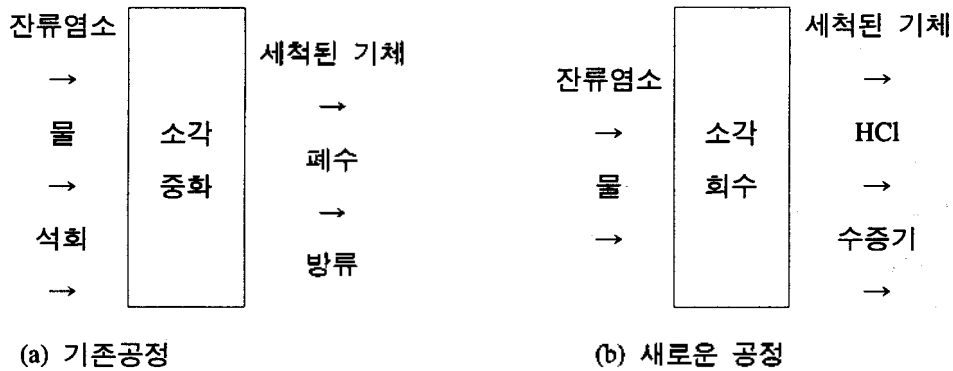 잔류염소
→
물
→
석회
→
소각
중화
세척된 기체
→
폐수
→
방류
(a) 기존공정
잔류염소
→
물
→
소각
회수
세척된 기체
→
HCl
→
수증기
→
(b) 새로운 공정